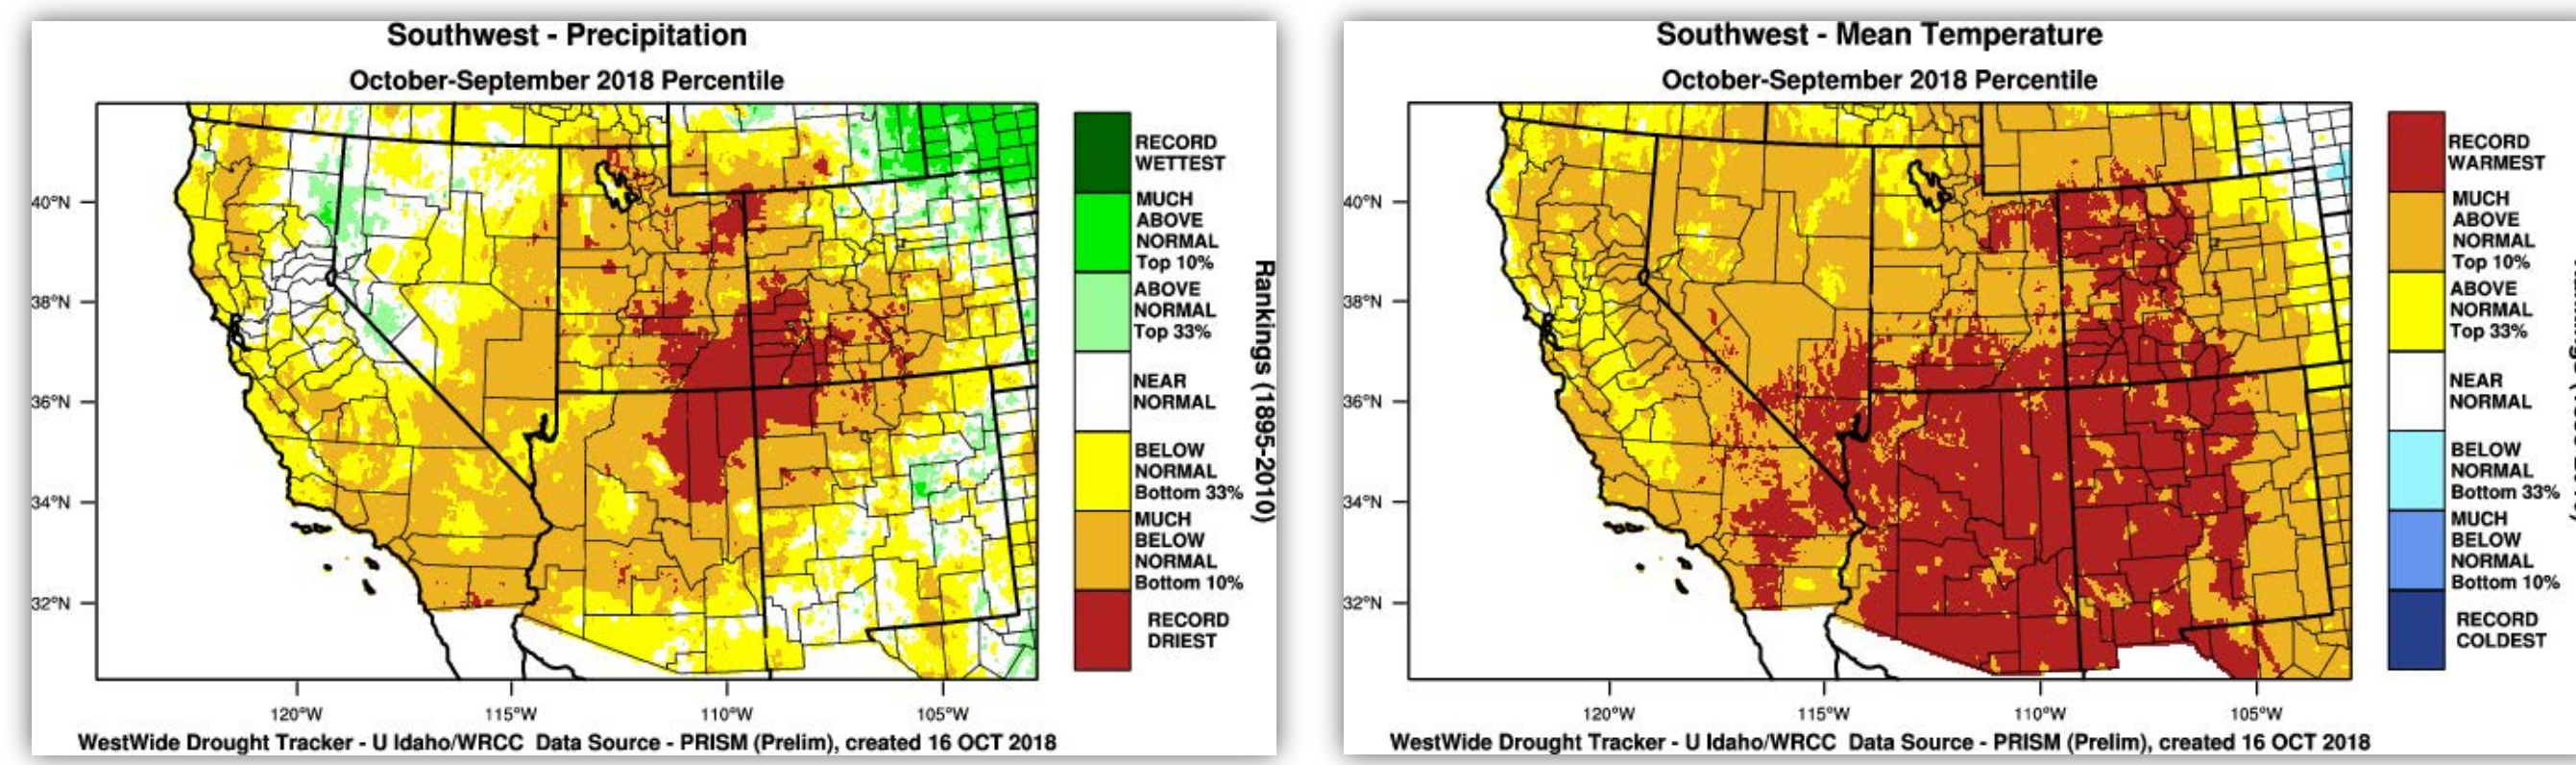 Southwest - Precipitation
October-September 2018 Percentile
40°N
38°N
36°N
34°N
32°N
120°W
115°W
110°W
105°W
RECORD
WETTEST
MUCH
ABOVE
NORMAL
Top 10%
ABOVE
NORMAL
Top 33%
NEAR
NORMAL
BELOW
NORMAL
Bottom 33%
MUCH
BELOW
NORMAL
Bottom 10%
RECORD
DRIEST
Rankings (1895-2010)
WestWide Drought Tracker - U Idaho/WRCC Data Source - PRISM (Prelim), created 16 OCT 2018
Southwest - Mean Temperature
October-September 2018 Percentile
40°N
38°N
36°N
34°N
32°N
120°W
115°W
110°W
105°W
RECORD
WARMEST
MUCH
ABOVE
NORMAL
Top 10%
ABOVE
NORMAL
Top 33%
NEAR
NORMAL
BELOW
NORMAL
Bottom 33%
MUCH
BELOW
NORMAL
Bottom 10%
RECORD
COLDEST
WestWide Drought Tracker - U Idaho/WRCC Data Source - PRISM (Prelim), created 16 OCT 2018